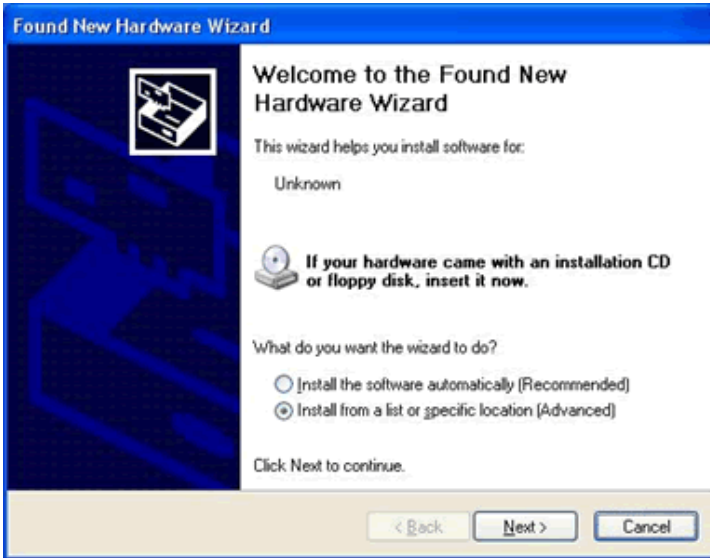 Found New Hardware Wizard
Welcome to the Found New
Hardware Wizard
This wizard helps you install software for:
Unknown
If your hardware came with an installation CD
or floppy disk, insert it now.
What do you want the wizard to do?
Install the software automatically (Recommended)
Install from a list or specific location (Advanced)
Click Next to continue.
< Back
Next >
Cancel